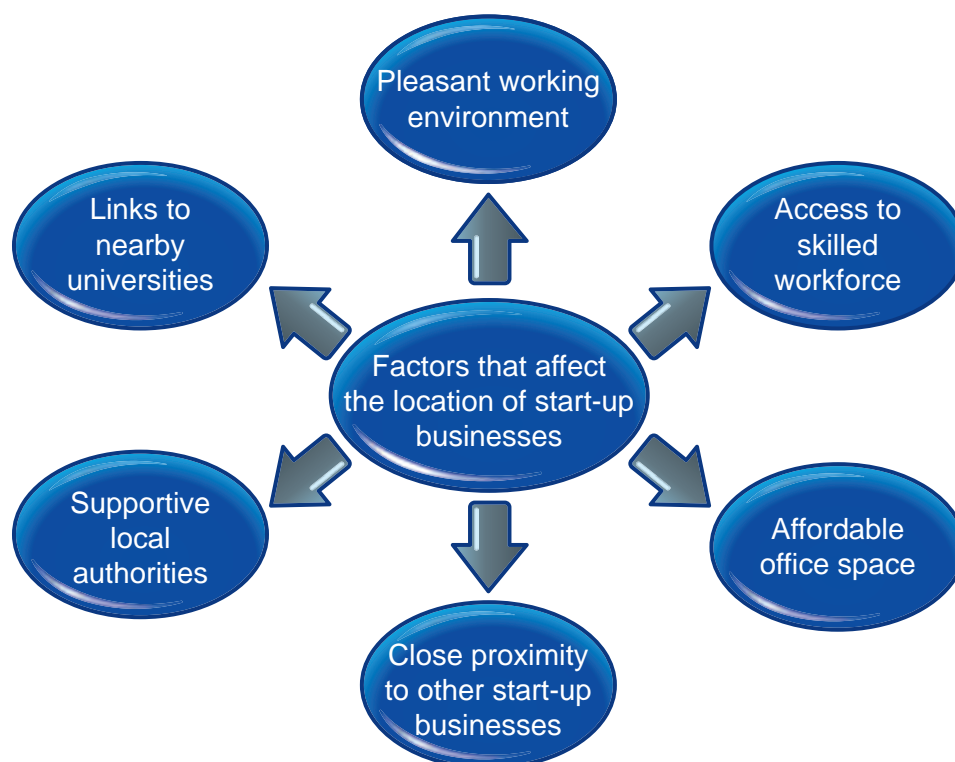 Pleasant working
environment
Links to
nearby
universities
Access to
skilled
workforce
Factors that affect
the location of start-up
businesses
Supportive
local
authorities
Affordable
office space
Close proximity
to other start-up
businesses